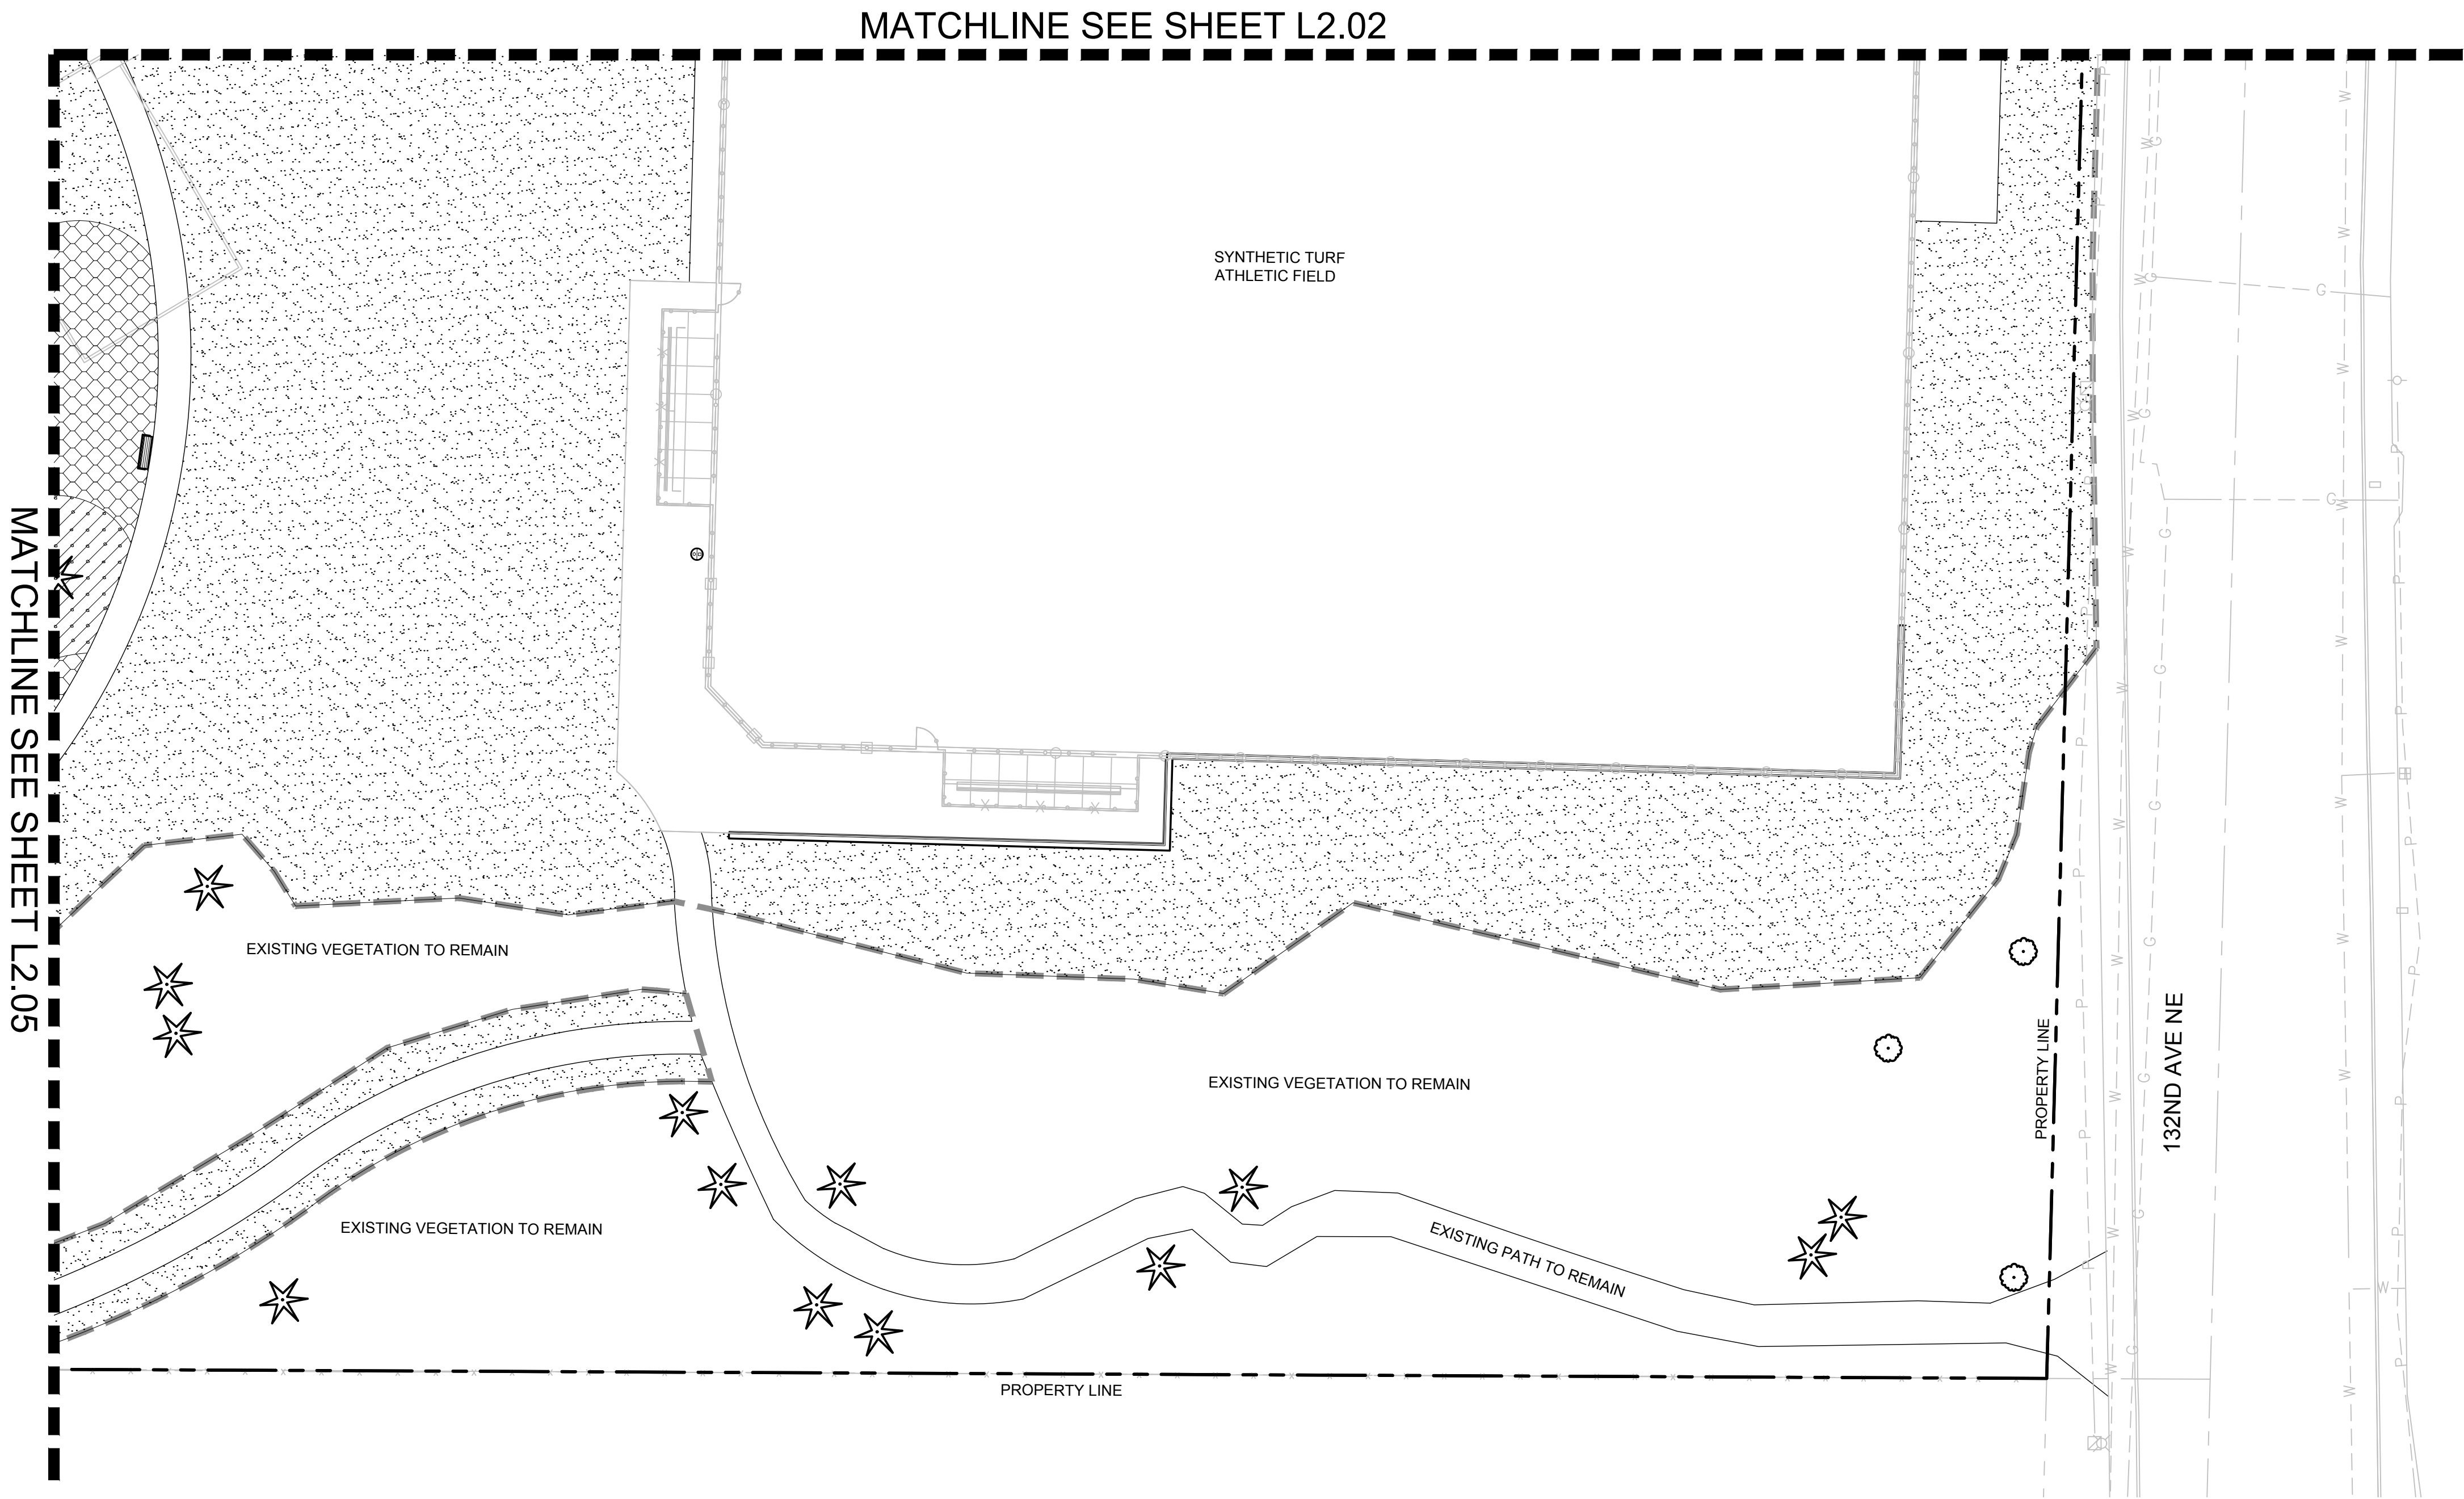 MATCHLINE SEE SHEET L2.02
SYNTHETIC TURF
ATHLETIC FIELD
MATCHLINE SEE SHEET L2.05
EXISTING VEGETATION TO REMAIN
EXISTING VEGETATION TO REMAIN
PROPERTY LINE
132ND AVE NE
EXISTING VEGETATION TO REMAIN
EXISTING PATH TO REMAIN
PROPERTY LINE